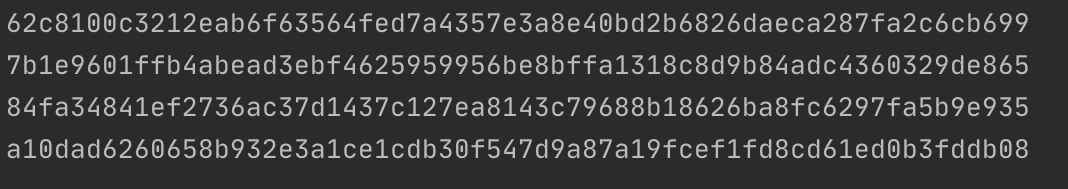 62c8100c3212eab6f63564fed7a4357e3a8e40bd2b6826daeca287fa2c6cb699
7b1e9601ffb4abead3ebf4625959956be8bffa1318c8d9b84adc4360329de865
84fa34841ef2736ac37d1437c127ea8143c79688b18626ba8fc6297fa5b9e935
a10dad6260658b932e3a1ce1cdb30f547d9a87a19fcef1fd8cd61ed0b3fddb08